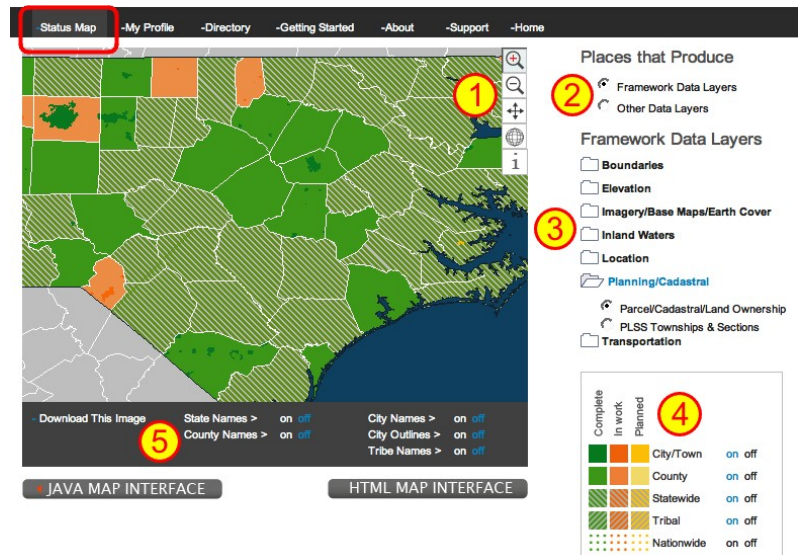 -Status Map -My Profile -Directory -Getting Started -About -Support -Home
1
i
Places that Produce
2
Framework Data Layers
Other Data Layers
Framework Data Layers
Boundaries
Elevation
Imagery/Base Maps/Earth Cover
3
Inland Waters
Location
Planning/Cadastral
Parcel/Cadastral/Land Ownership
PLSS Townships & Sections
Transportation
- Download This Image
5
State Names > on off
County Names > on off
City Names > on off
City Outlines > on off
Tribe Names > on off
JAVA MAP INTERFACE
HTML MAP INTERFACE
Complete
In work
Planned
4
City/Town on off
County on off
Statewide on off
Tribal on off
Nationwide on off